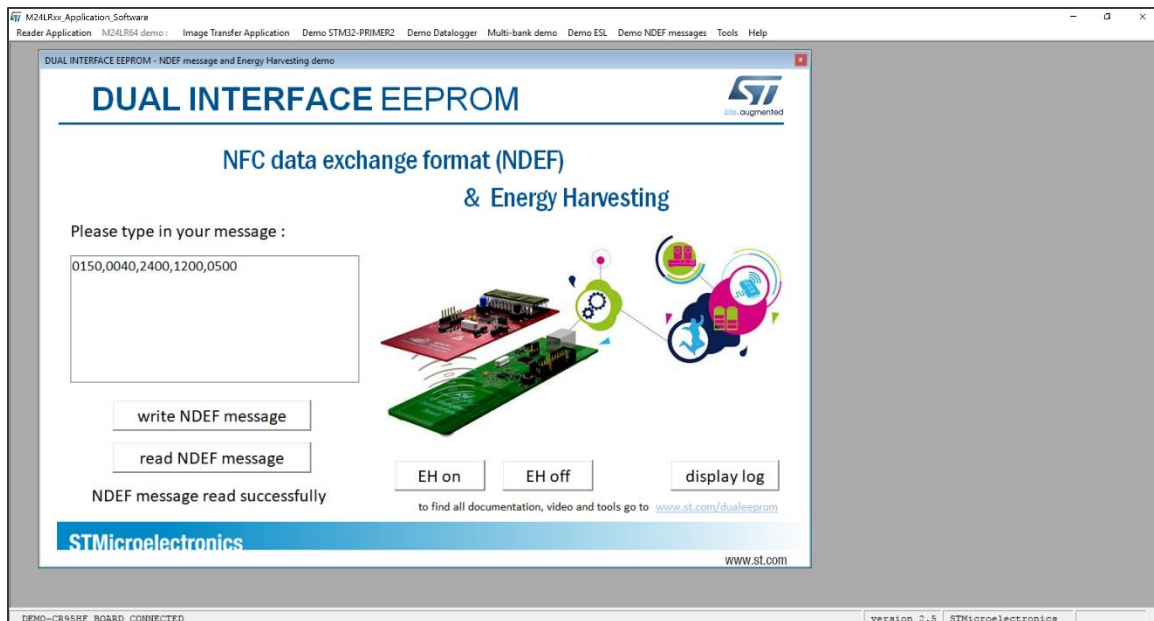 M24LRxx_Application_Software
Reader Application M24LR64 demo : Image Transfer Application Demo STM32-PRIMER2 Demo Datalogger Multi-bank demo Demo ESL Demo NDEF messages Tools Help
DUAL INTERFACE EEPROM - NDEF message and Energy Harvesting demo
DUAL INTERFACE EEPROM
ST
life.augmented
NFC data exchange format (NDEF)
& Energy Harvesting
Please type in your message :
0150,0040,2400,1200,0500
write NDEF message
read NDEF message
NDEF message read successfully
EH on EH off display log
to find all documentation, video and tools go to www.st.com/dualeeprom
STMicroelectronics
www.st.com
DEMO-CR95HF BOARD CONNECTED version 2.5 STMicroelectronics